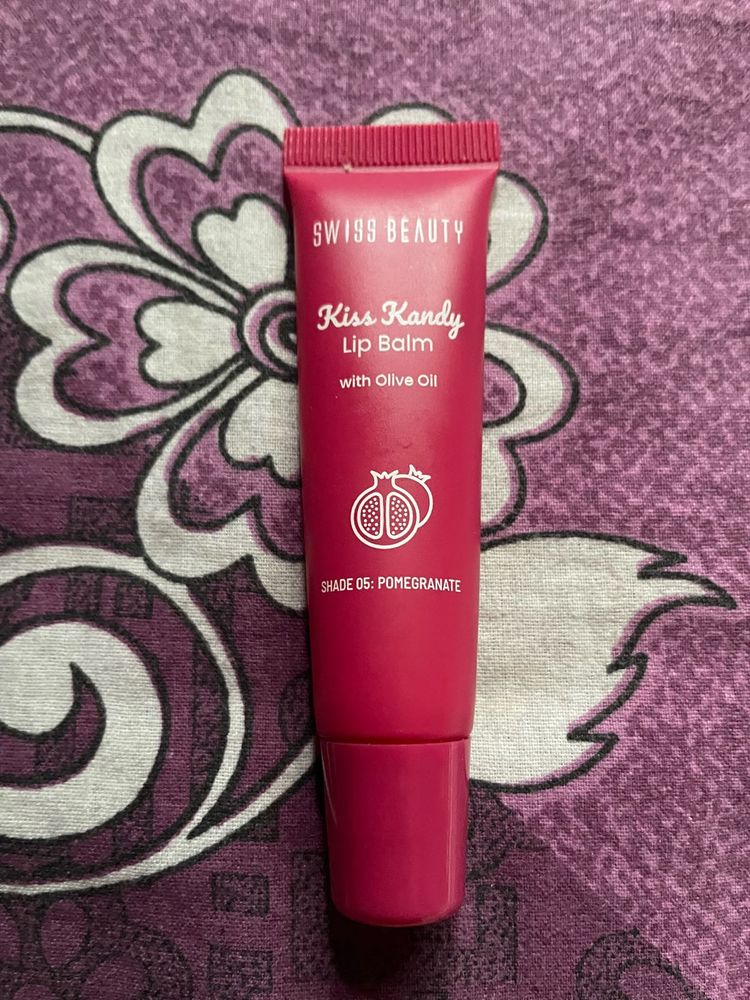 SWISS BEAUTY
Kiss Kandy
Lip Balm
with Olive Oil
SHADE 05: POMEGRANATE